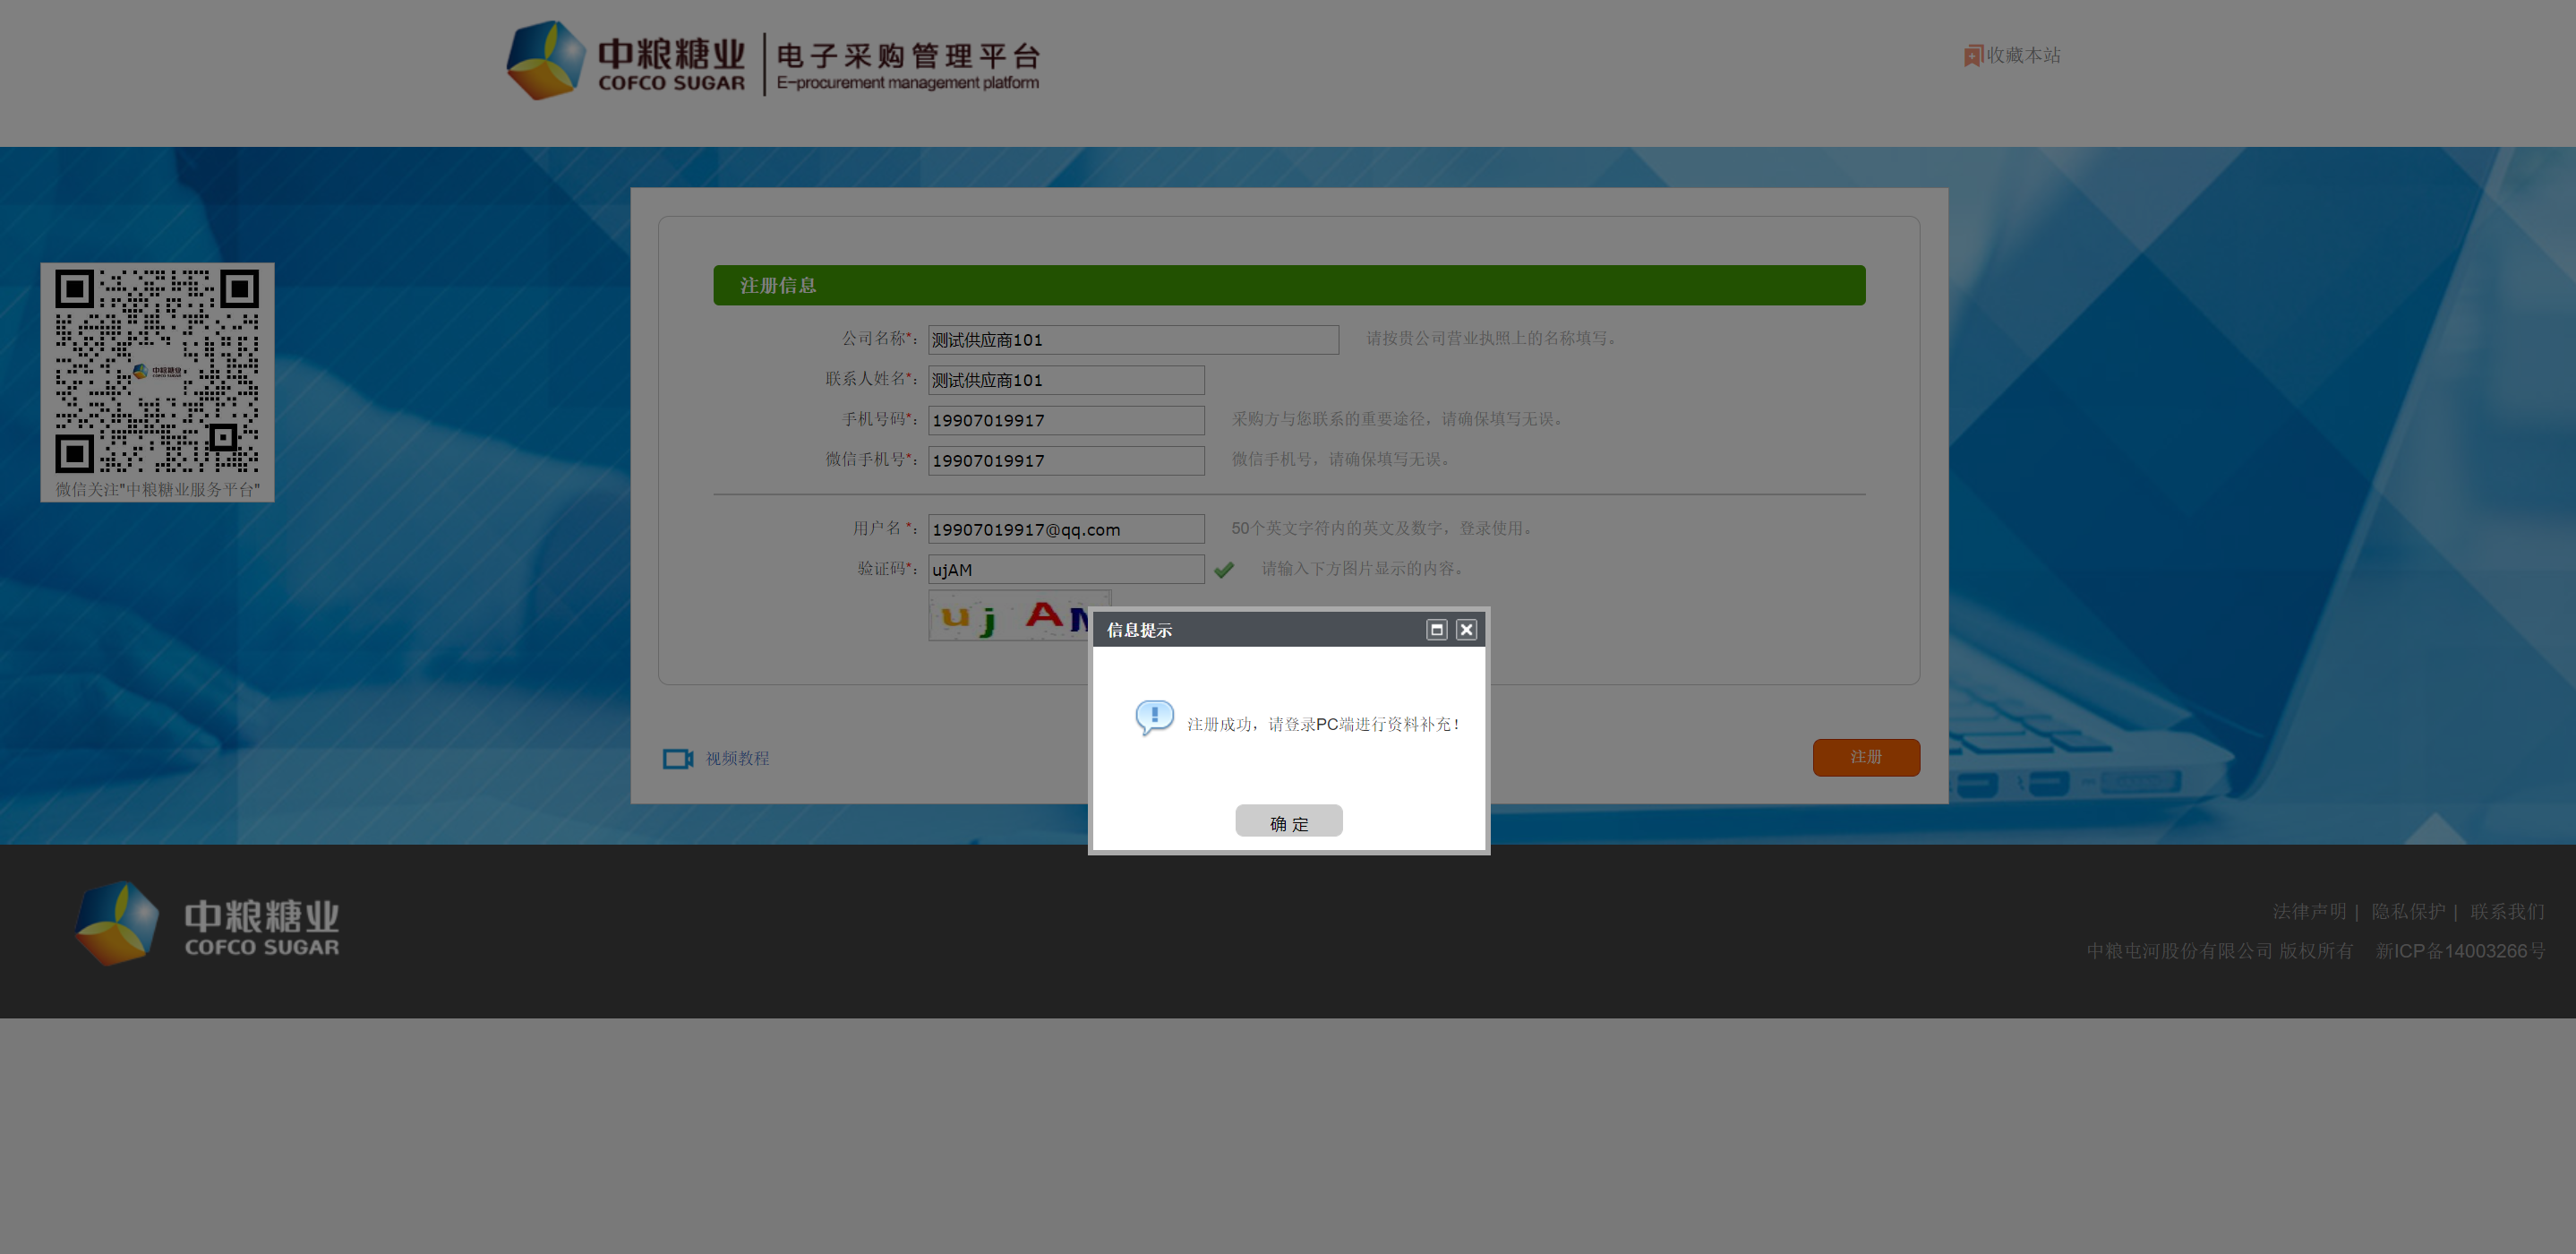 中粮糖业
COFCO SUGAR
电子采购管理平台
E-procurement management platform
收藏本站
微信关注"中粮糖业服务平台"
注册信息
公司名称*： 测试供应商101 请按贵公司营业执照上的名称填写。
联系人姓名*： 测试供应商101
手机号码*： 19907019917 采购方与您联系的重要途径，请确保填写无误。
微信手机号*： 19907019917 微信手机号，请确保填写无误。
用户名 *： 19907019917@qq.com 50个英文字符内的英文及数字，登录使用。
验证码*： ujAM 请输入下方图片显示的内容。
uj AM
信息提示
注册成功，请登录PC端进行资料补充！
确 定
视频教程
注册
中粮糖业
COFCO SUGAR
法律声明 | 隐私保护 | 联系我们
中粮屯河股份有限公司 版权所有 新ICP备14003266号